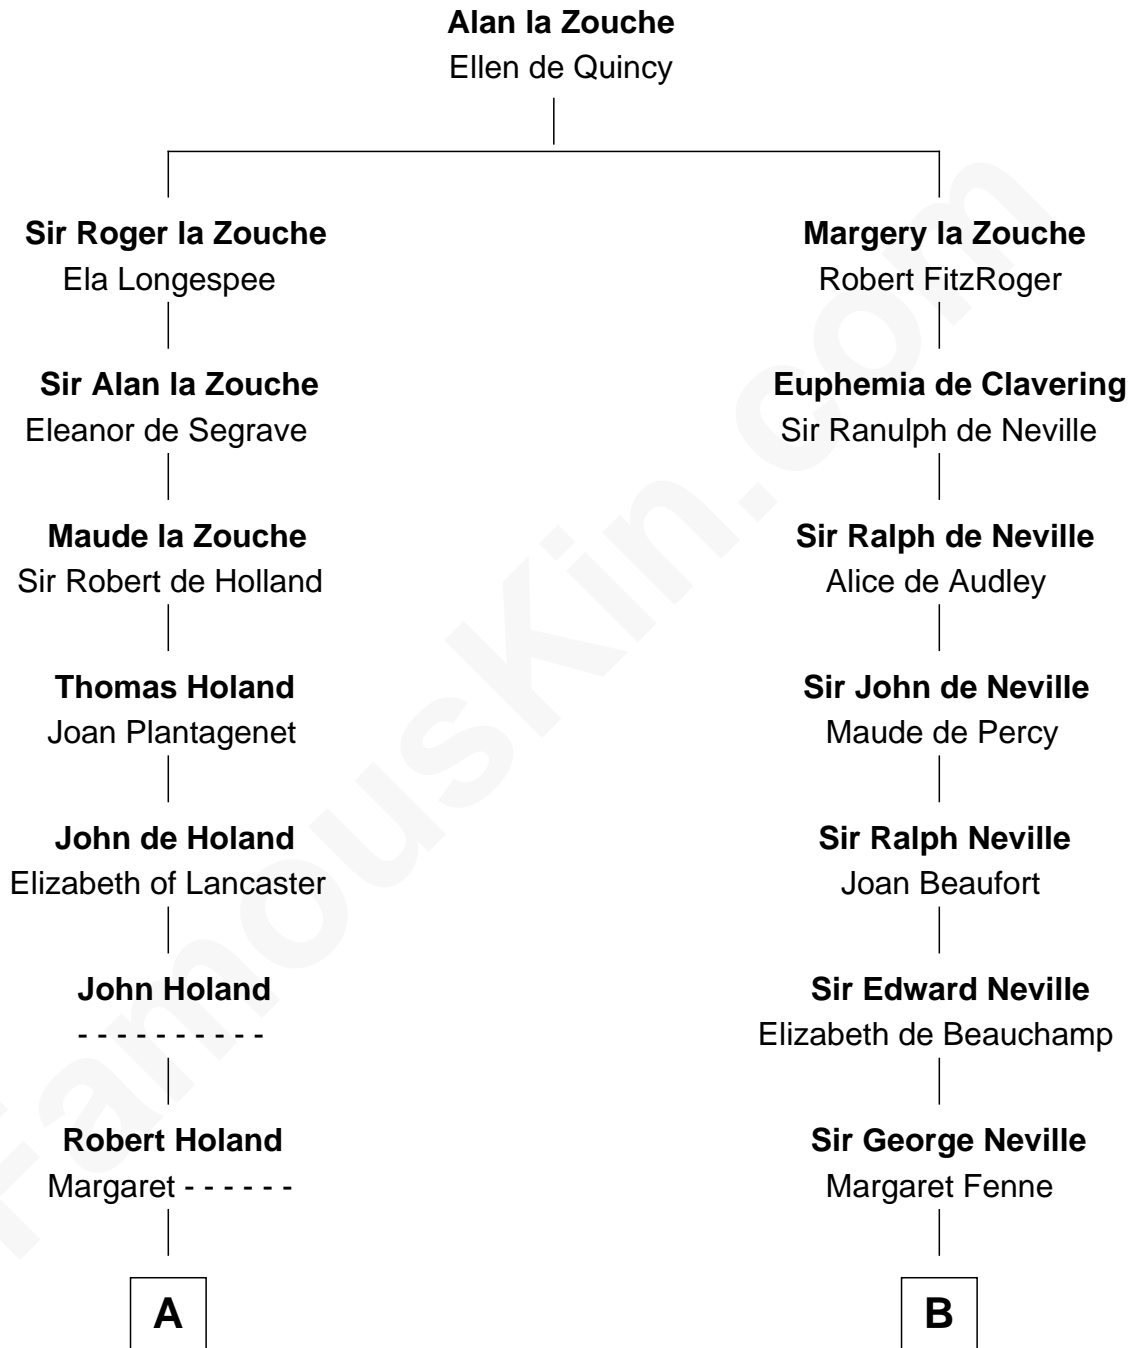 Alan la Zouche
Ellen de Quincy
Sir Roger la Zouche
Ela Longespee
Margery la Zouche
Robert FitzRoger
Sir Alan la Zouche
Eleanor de Segrave
Euphemia de Clavering
Sir Ranulph de Neville
Maude la Zouche
Sir Robert de Holland
Sir Ralph de Neville
Alice de Audley
Thomas Holand
Joan Plantagenet
Sir John de Neville
Maude de Percy
John de Holand
Elizabeth of Lancaster
Sir Ralph Neville
Joan Beaufort
John Holand
- - - - - - - - - -
Sir Edward Neville
Elizabeth de Beauchamp
Robert Holand
Margaret - - - - - -
Sir George Neville
Margaret Fenne
A
B
FamousKin.com